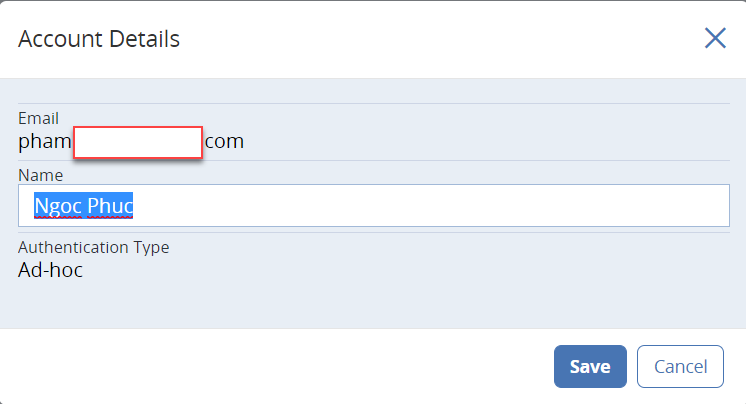 Account Details
Email
pham com
Name
Ngoc Phuc
Authentication Type
Ad-hoc
Save Cancel